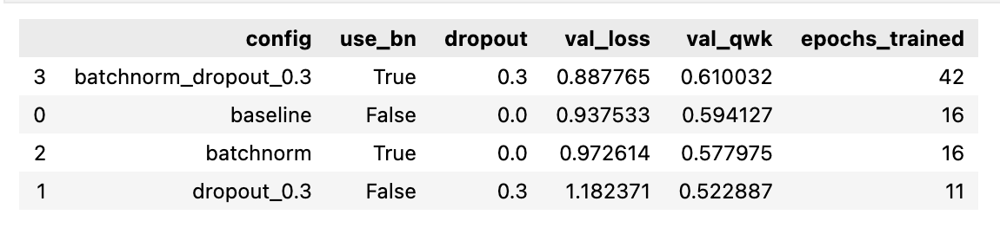 config use_bn dropout val_loss val_qwk epochs_trained
3 batchnorm_dropout_0.3 True 0.3 0.887765 0.610032 42
0 baseline False 0.0 0.937533 0.594127 16
2 batchnorm True 0.0 0.972614 0.577975 16
1 dropout_0.3 False 0.3 1.182371 0.522887 11